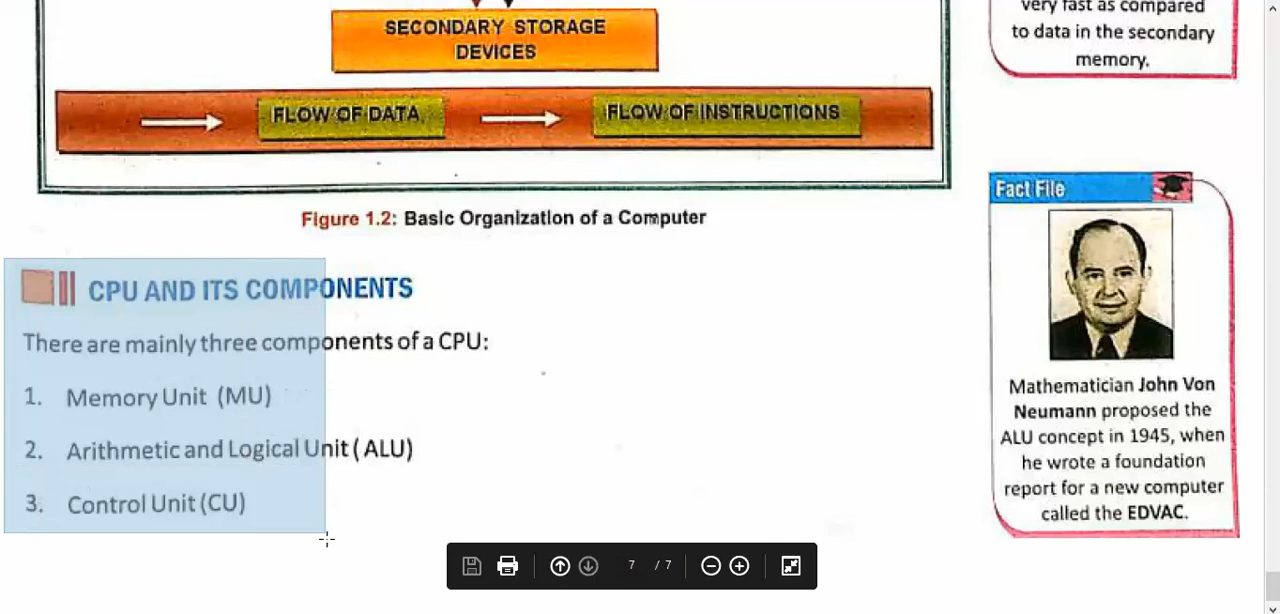 SECONDARY STORAGE
DEVICES
FLOW OF DATA
FLOW OF INSTRUCTIONS
Figure 1.2: Basic Organization of a Computer
CPU AND ITS COMPONENTS
There are mainly three components of a CPU:
1. Memory Unit (MU)
2. Arithmetic and Logical Unit ( ALU)
3. Control Unit (CU)
very fast as compared
to data in the secondary
memory.
Fact File
Mathematician John Von
Neumann proposed the
ALU concept in 1945, when
he wrote a foundation
report for a new computer
called the EDVAC.
7 / 7